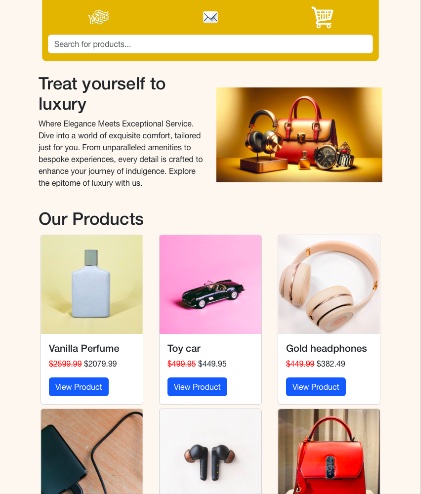 Search for products...
Treat yourself to
luxury
Where Elegance Meets Exceptional Service.
Dive into a world of exquisite comfort, tailored
just for you. From unparalleled amenities to
bespoke experiences, every detail is crafted to
enhance your journey of indulgence. Explore
the epitome of luxury with us.
Our Products
Vanilla Perfume
$2599.99 $2079.99
View Product
Toy car
$499.95 $449.95
View Product
Gold headphones
$449.99 $382.49
View Product